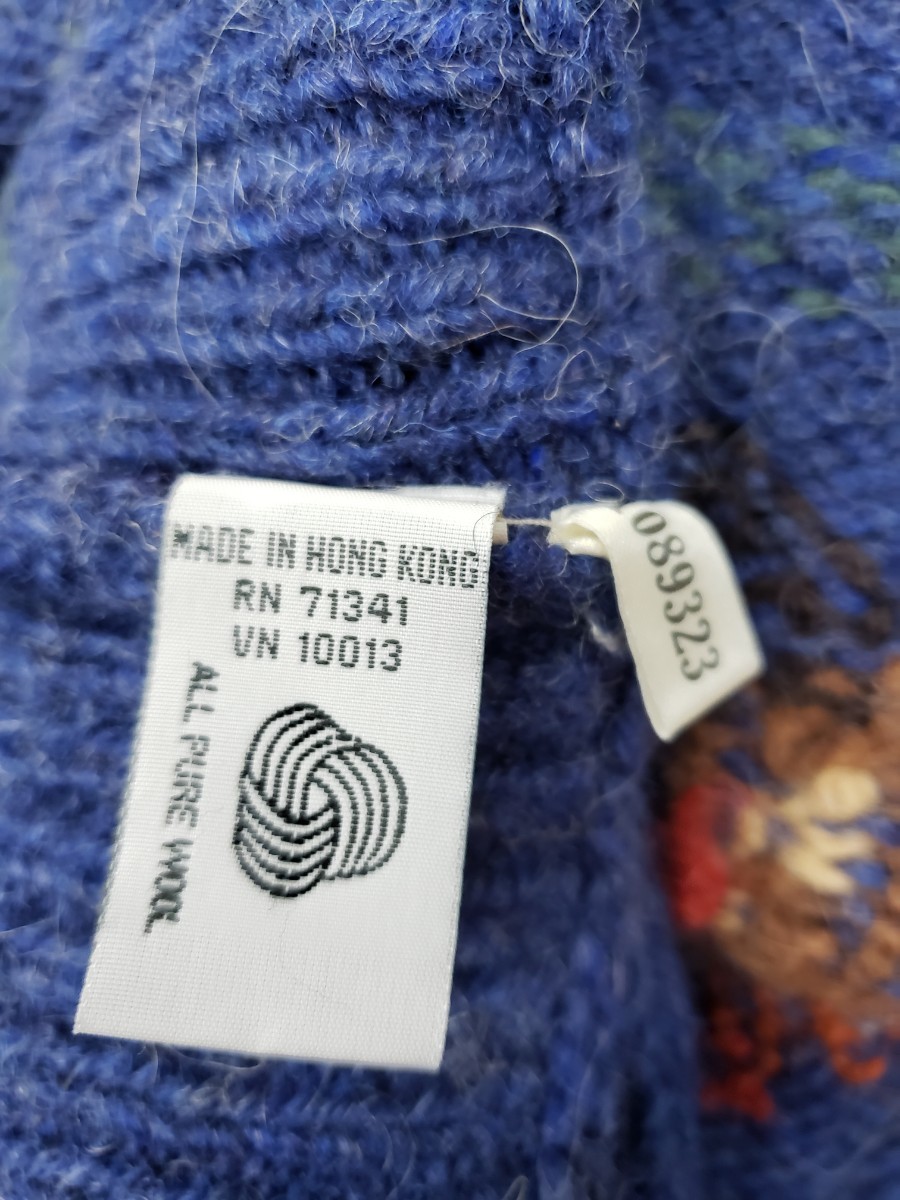 MADE IN HONG KONG
RN 71341
VN 10013
ALL PURE WOOL
089323